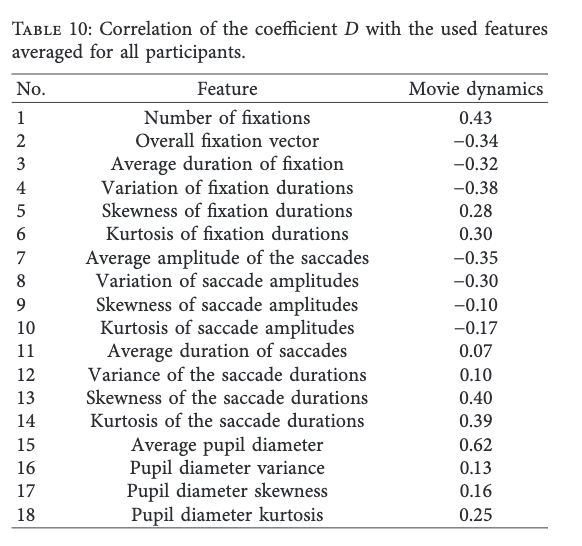 TABLE 10: Correlation of the coefficient D with the used features
averaged for all participants.
No. Feature Movie dynamics
1 Number of fixations 0.43
2 Overall fixation vector −0.34
3 Average duration of fixation −0.32
4 Variation of fixation durations −0.38
5 Skewness of fixation durations 0.28
6 Kurtosis of fixation durations 0.30
7 Average amplitude of the saccades −0.35
8 Variation of saccade amplitudes −0.30
9 Skewness of saccade amplitudes −0.10
10 Kurtosis of saccade amplitudes −0.17
11 Average duration of saccades 0.07
12 Variance of the saccade durations 0.10
13 Skewness of the saccade durations 0.40
14 Kurtosis of the saccade durations 0.39
15 Average pupil diameter 0.62
16 Pupil diameter variance 0.13
17 Pupil diameter skewness 0.16
18 Pupil diameter kurtosis 0.25